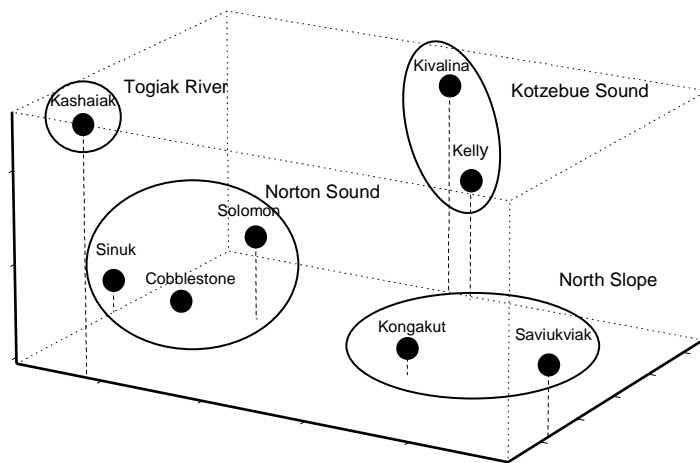 Kivalina
Togiak River
Kotzebue Sound
Kashaiak
Kelly
Norton Sound
Solomon
Sinuk
Cobblestone
North Slope
Kongakut
Saviukviak